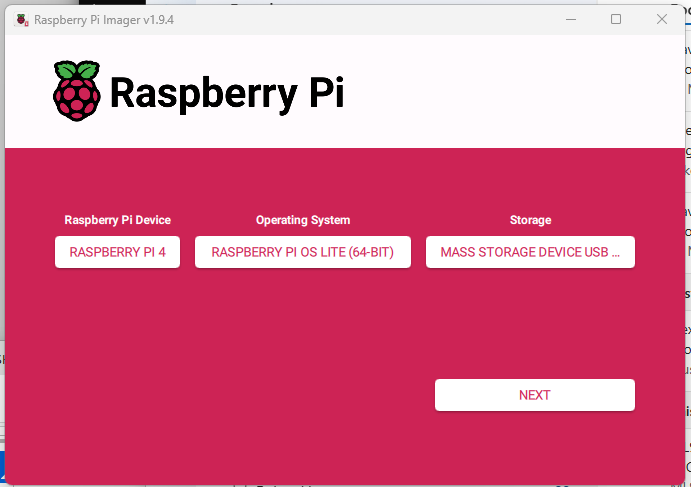 Raspberry Pi Imager v1.9.4
Raspberry Pi
Raspberry Pi Device
Operating System
Storage
RASPBERRY PI 4
RASPBERRY PI OS LITE (64-BIT)
MASS STORAGE DEVICE USB ...
NEXT